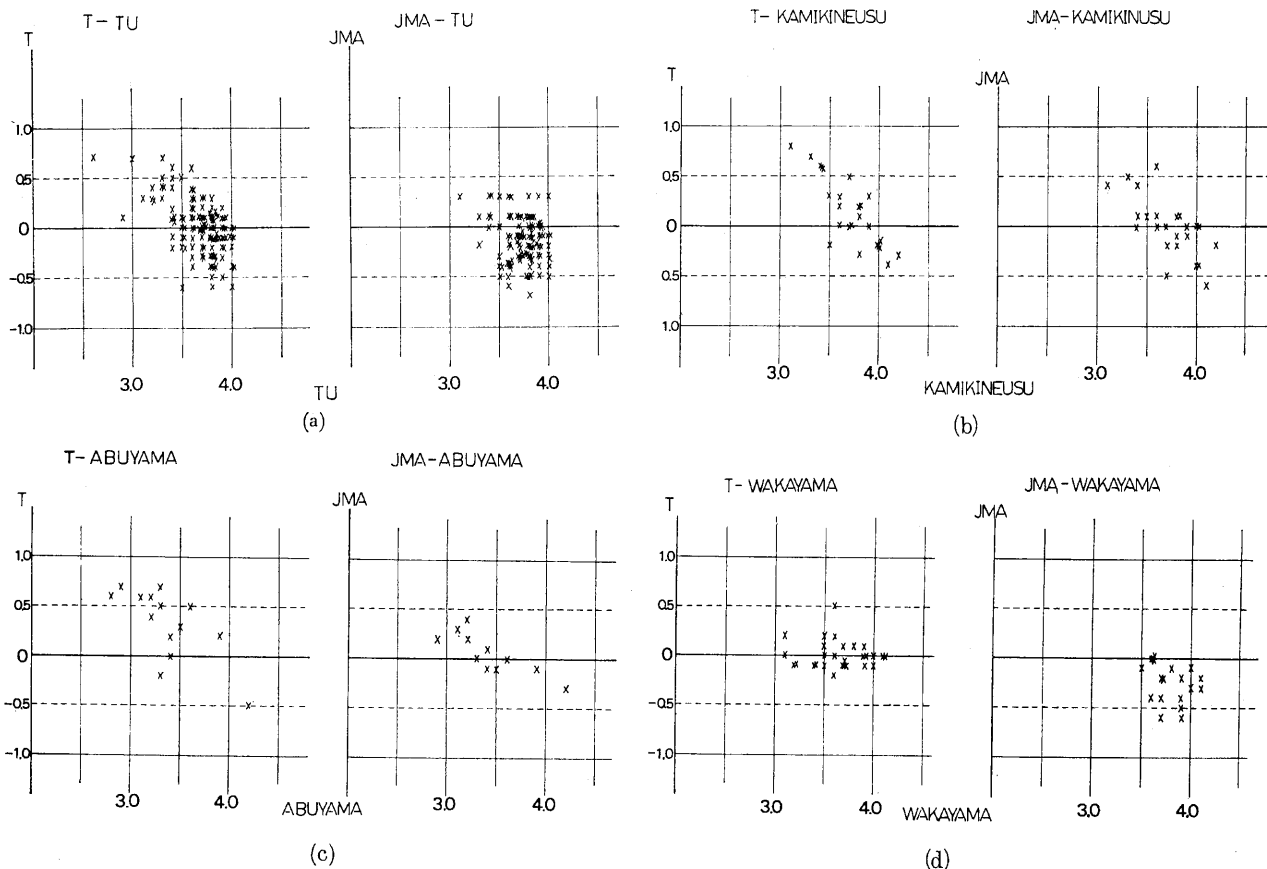 T- TU
JMA - TU
T
JMA
1.0
0.5
0
-0.5
-1.0
3.0
4.0
3.0
4.0
TU
(a)
T- KAMIKINEUSU
JMA-KAMIKINUSU
T
JMA
1.0
0.5
0
0.5
1.0
3.0
4.0
3.0
4.0
KAMIKINEUSU
(b)
T- ABUYAMA
JMA-ABUYAMA
T
JMA
1.0
0.5
0
-0.5
-1.0
3.0
4.0
3.0
4.0
ABUYAMA
(c)
T-WAKAYAMA
JMA-WAKAYAMA
T
JMA
1.0
0.5
0
-0.5
-1.0
3.0
4.0
3.0
4.0
WAKAYAMA
(d)